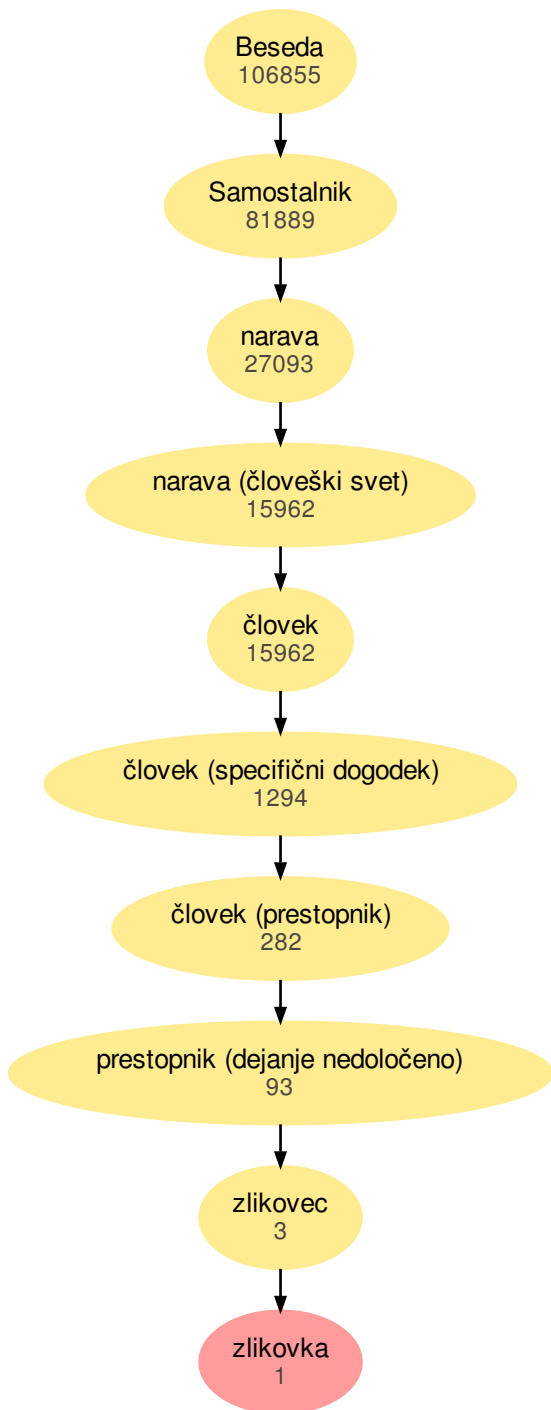 Beseda
106855
Samostalnik
81889
narava
27093
narava (človeški svet)
15962
človek
15962
človek (specifični dogodek)
1294
človek (prestopnik)
282
prestopnik (dejanje nedoločeno)
93
zlikovec
3
zlikovka
1